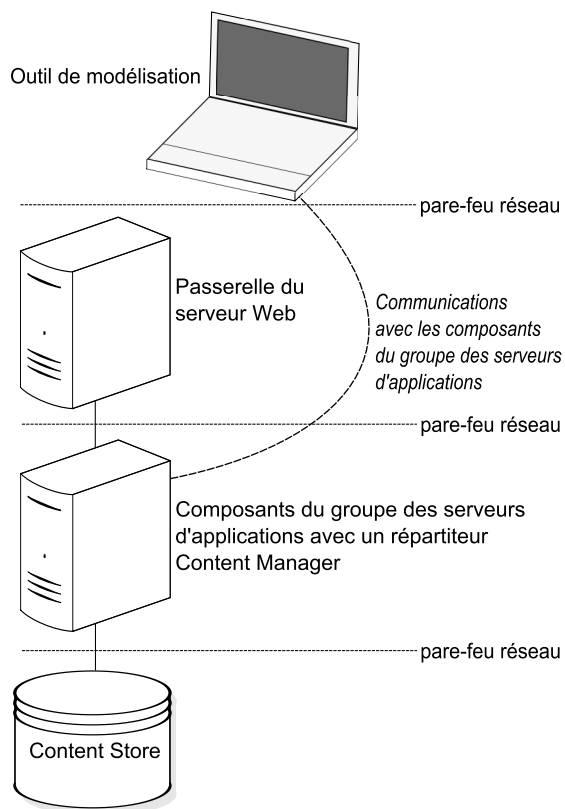 Outil de modélisation
pare-feu réseau
Passerelle du
serveur Web
Communications
avec les composants
du groupe des serveurs
d'applications
pare-feu réseau
Composants du groupe des serveurs
d'applications avec un répartiteur
Content Manager
pare-feu réseau
Content Store